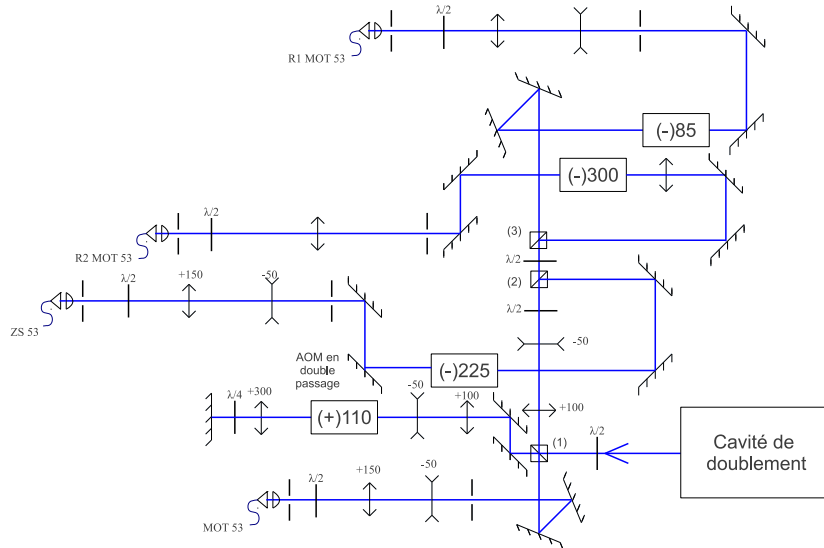 λ/2
R1 MOT 53
(-)85
(-)300
λ/2
(3)
R2 MOT 53
λ/2
(2)
λ/2
+150
-50
λ/2
ZS 53
-50
AOM en
double
passage
(-)225
λ/4
+300
(+)110
-50
+100
+100
(1)
λ/2
Cavité de
doublement
λ/2
+150
-50
MOT 53